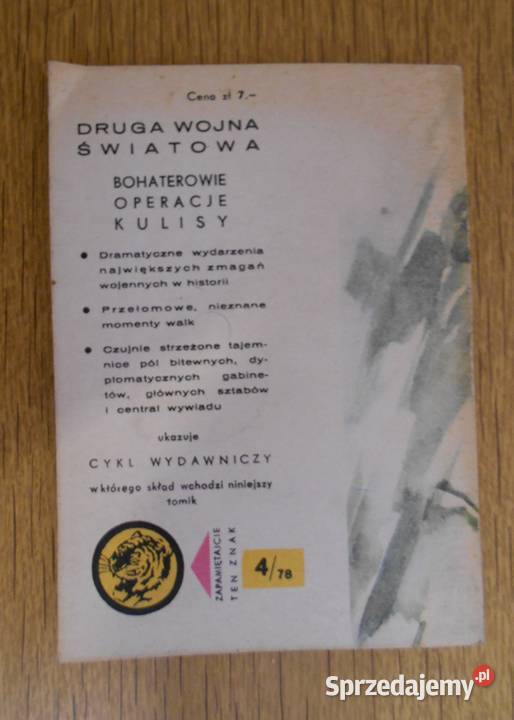 Cena zł 7.–
DRUGA WOJNA
ŚWIATOWA
BOHATEROWIE
OPERACJE
KULISY
● Dramatyczne wydarzenia
największych zmagań
wojennych w historii
● Przełomowe, nieznane
momenty walk
● Czujnie strzeżone tajem-
nice pól bitewnych, dy-
plomatycznych gabine-
tów, głównych sztabów
i central wywiadu
ukazuje
CYKL WYDAWNICZY
w którego skład wchodzi niniejszy
tomik
ZAPAMIĘTAJCIE
TEN ZNAK
4/78
Sprzedajemy.pl